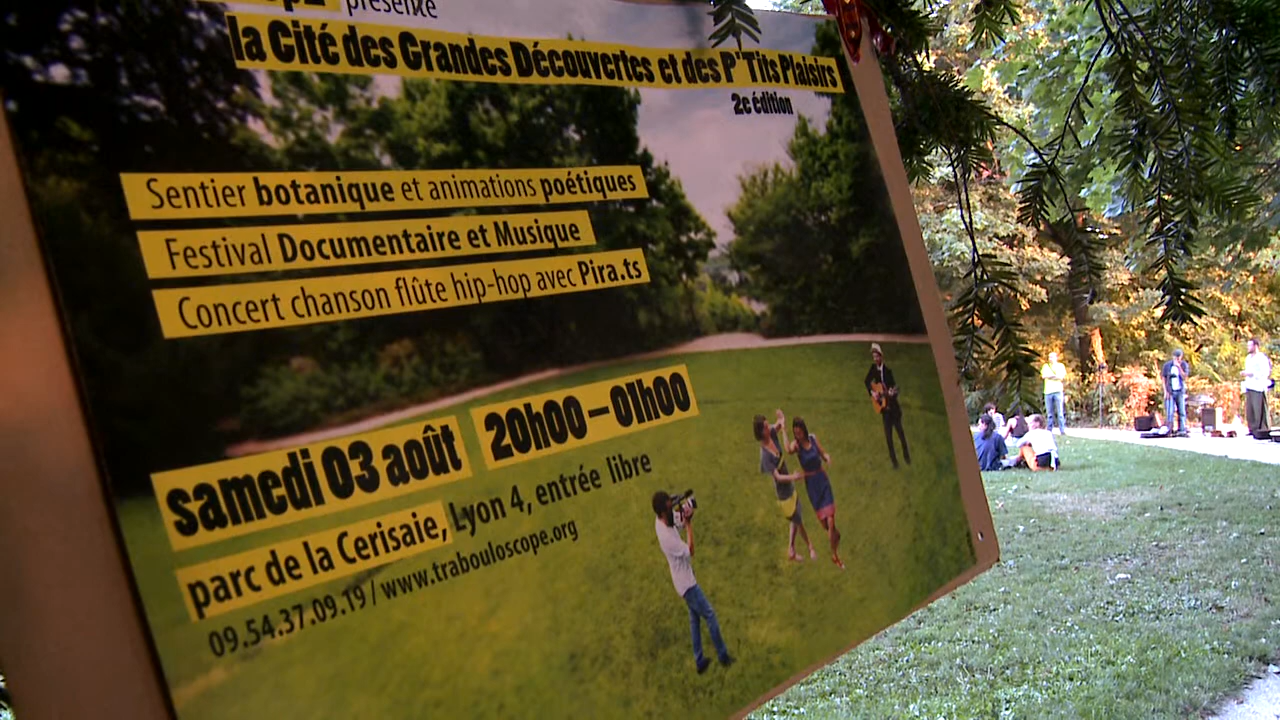 présente
la Cité des Grandes Découvertes et des P'Tits Plaisirs
2e édition
Sentier botanique et animations poétiques
Festival Documentaire et Musique
Concert chanson flûte hip-hop avec Pira.ts
samedi 03 août 20h00 – 01h00
parc de la Cerisaie, Lyon 4, entrée libre
09.54.37.09.19 / www.trabouloscope.org